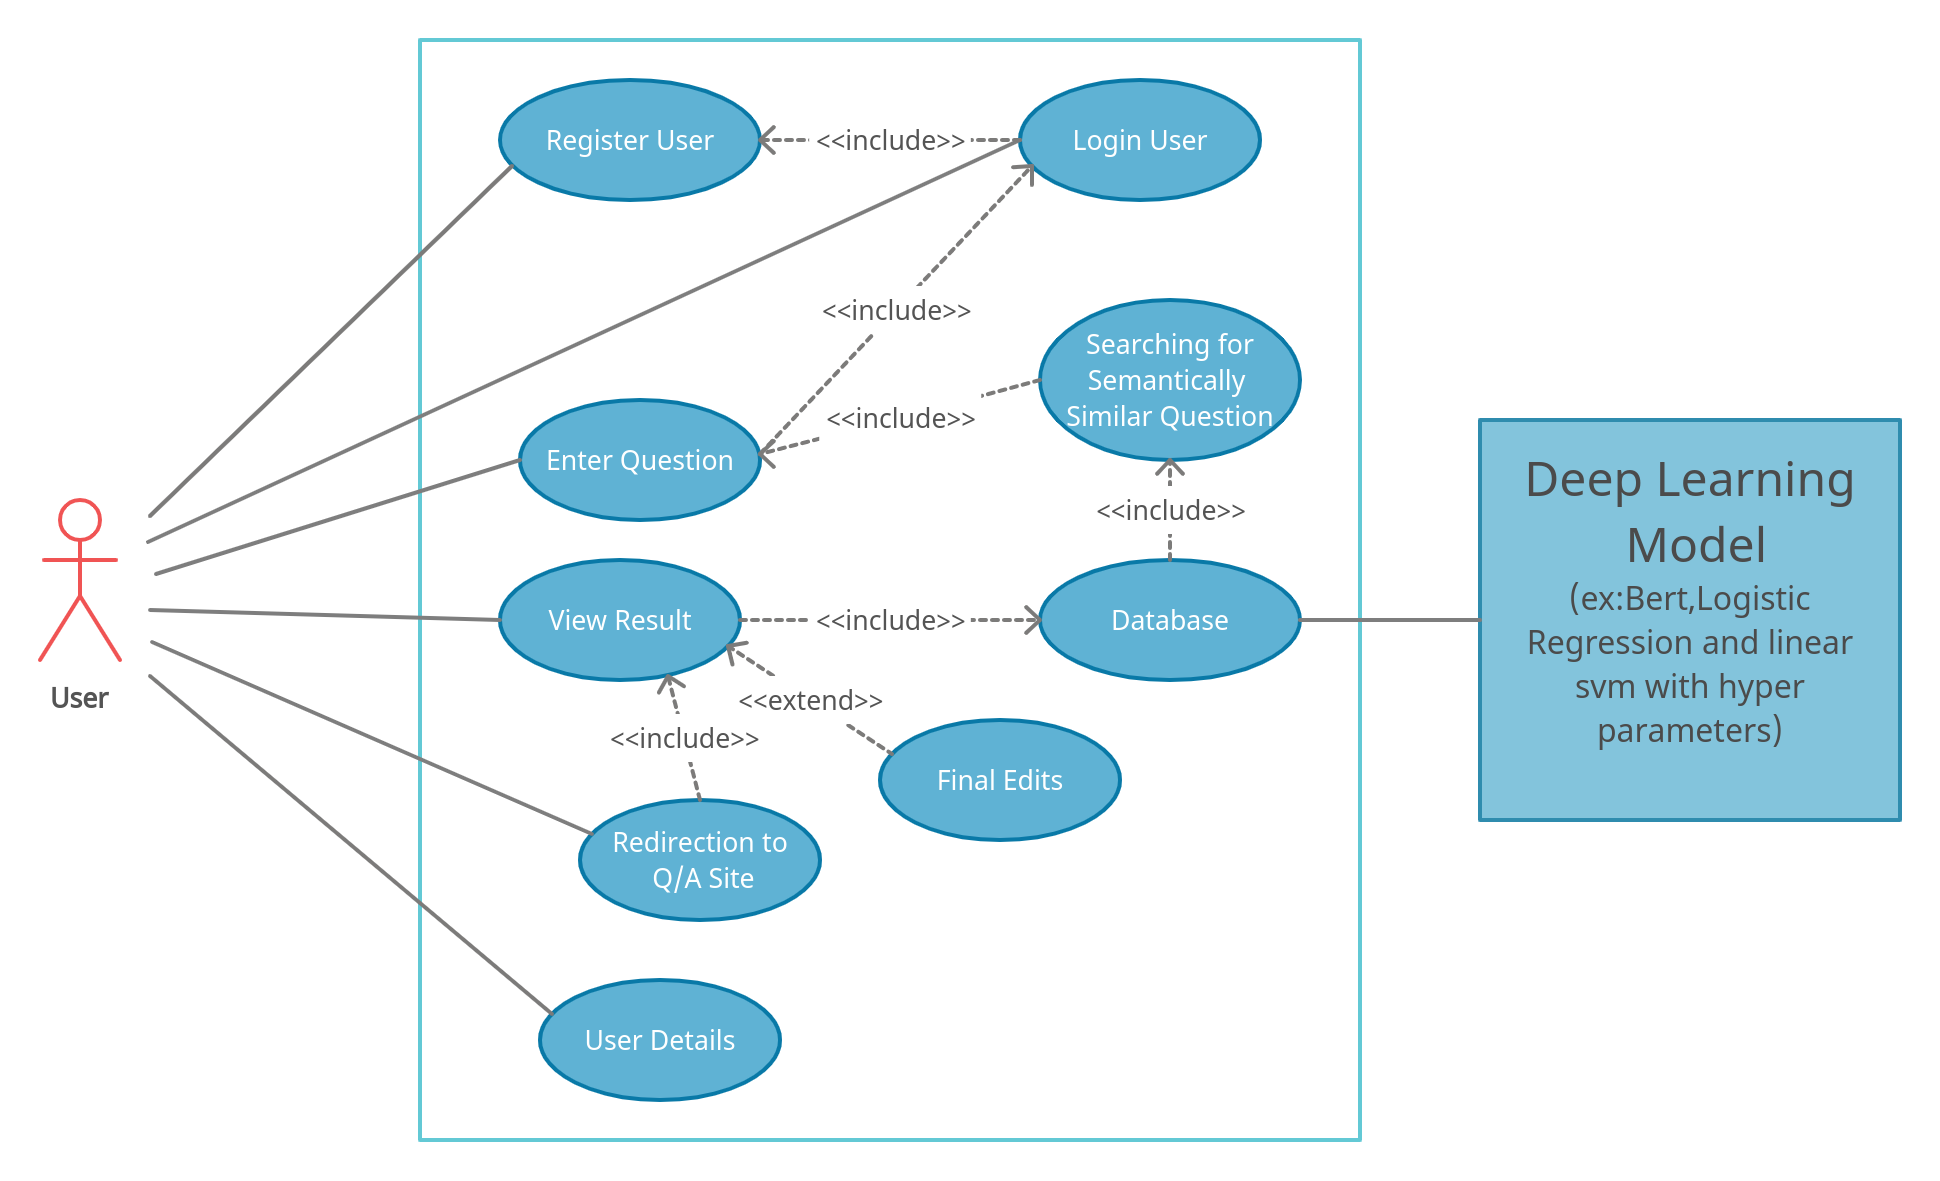 Register User
<<include>>
Login User
<<include>>
Searching for
Semantically
Similar Question
<<include>>
Enter Question
<<include>>
View Result
<<include>>
Database
<<extend>>
<<include>>
Final Edits
Redirection to
Q/A Site
User Details
User
Deep Learning
Model
(ex:Bert,Logistic
Regression and linear
svm with hyper
parameters)